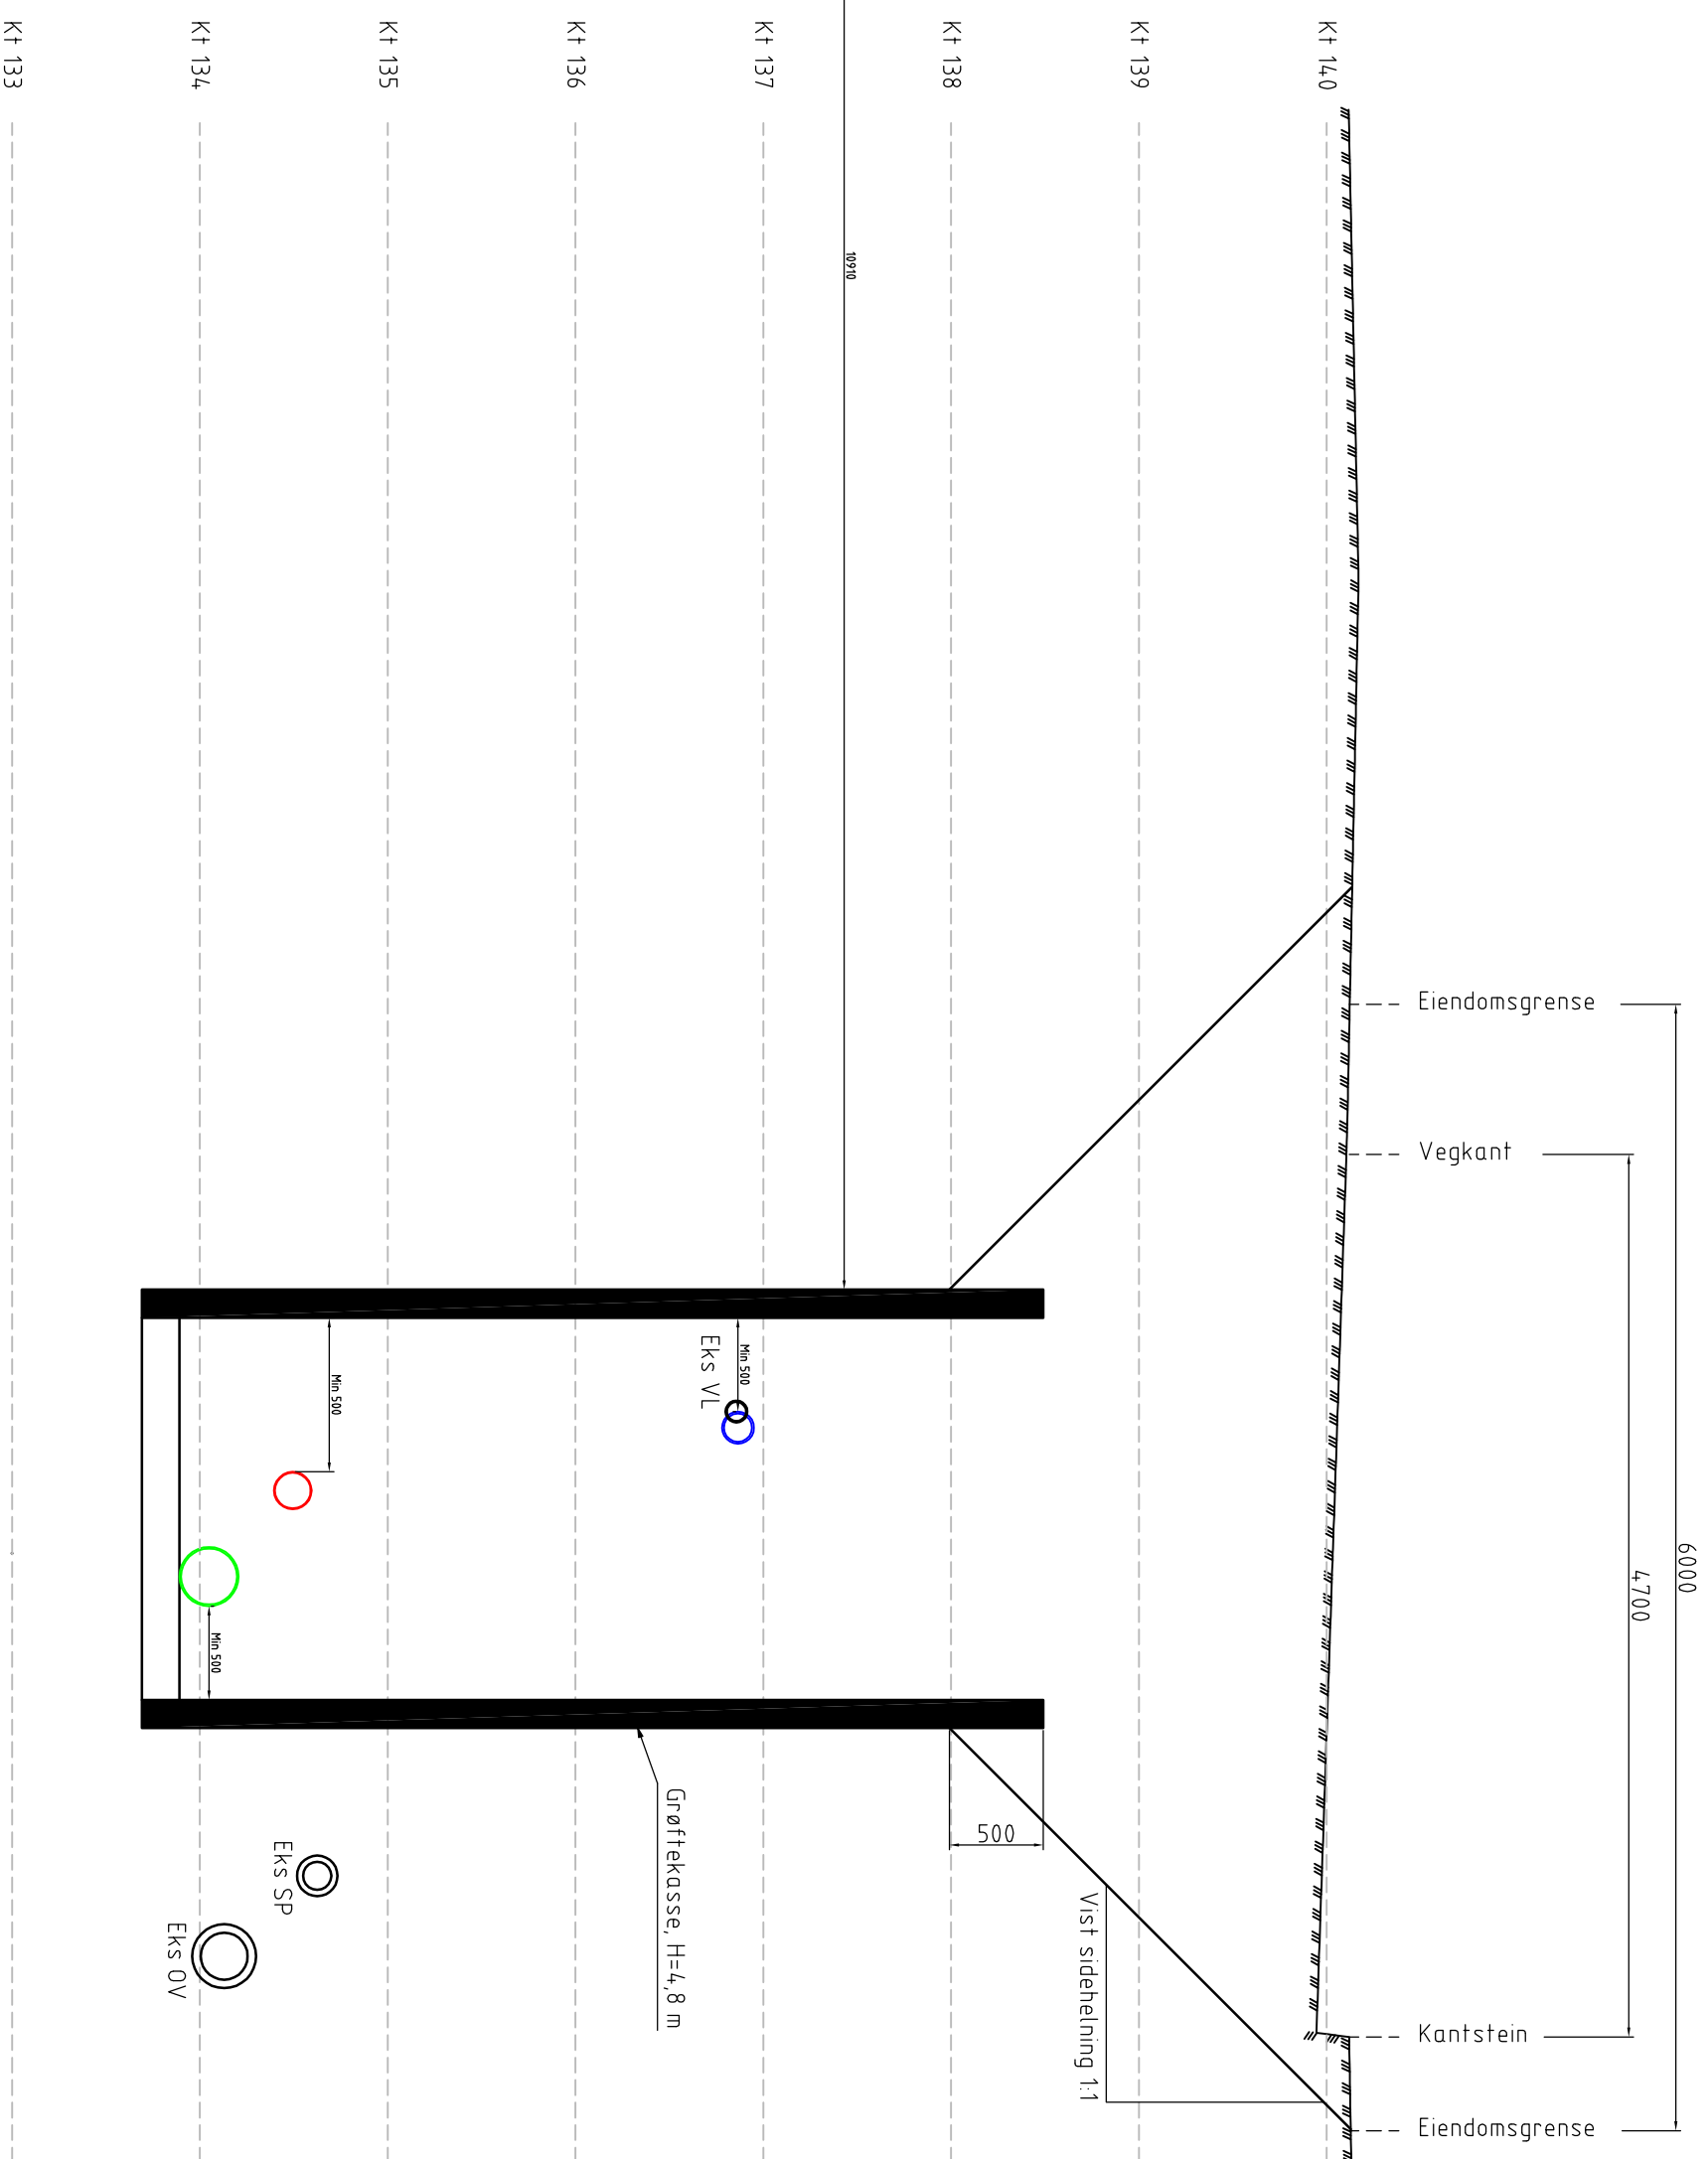 6000
4700
Eiendomsgrense
Vegkant
Kantstein
Eiendomsgrense
Kt 140
Kt 139
Vist sidehelning 1:1
Kt 138
500
10910
Kt 137
Min 500
Eks VL
Grøftekasse, H=4,8 m
Kt 136
Kt 135
Min 500
Eks SP
Kt 134
Min 500
Eks OV
Kt 133